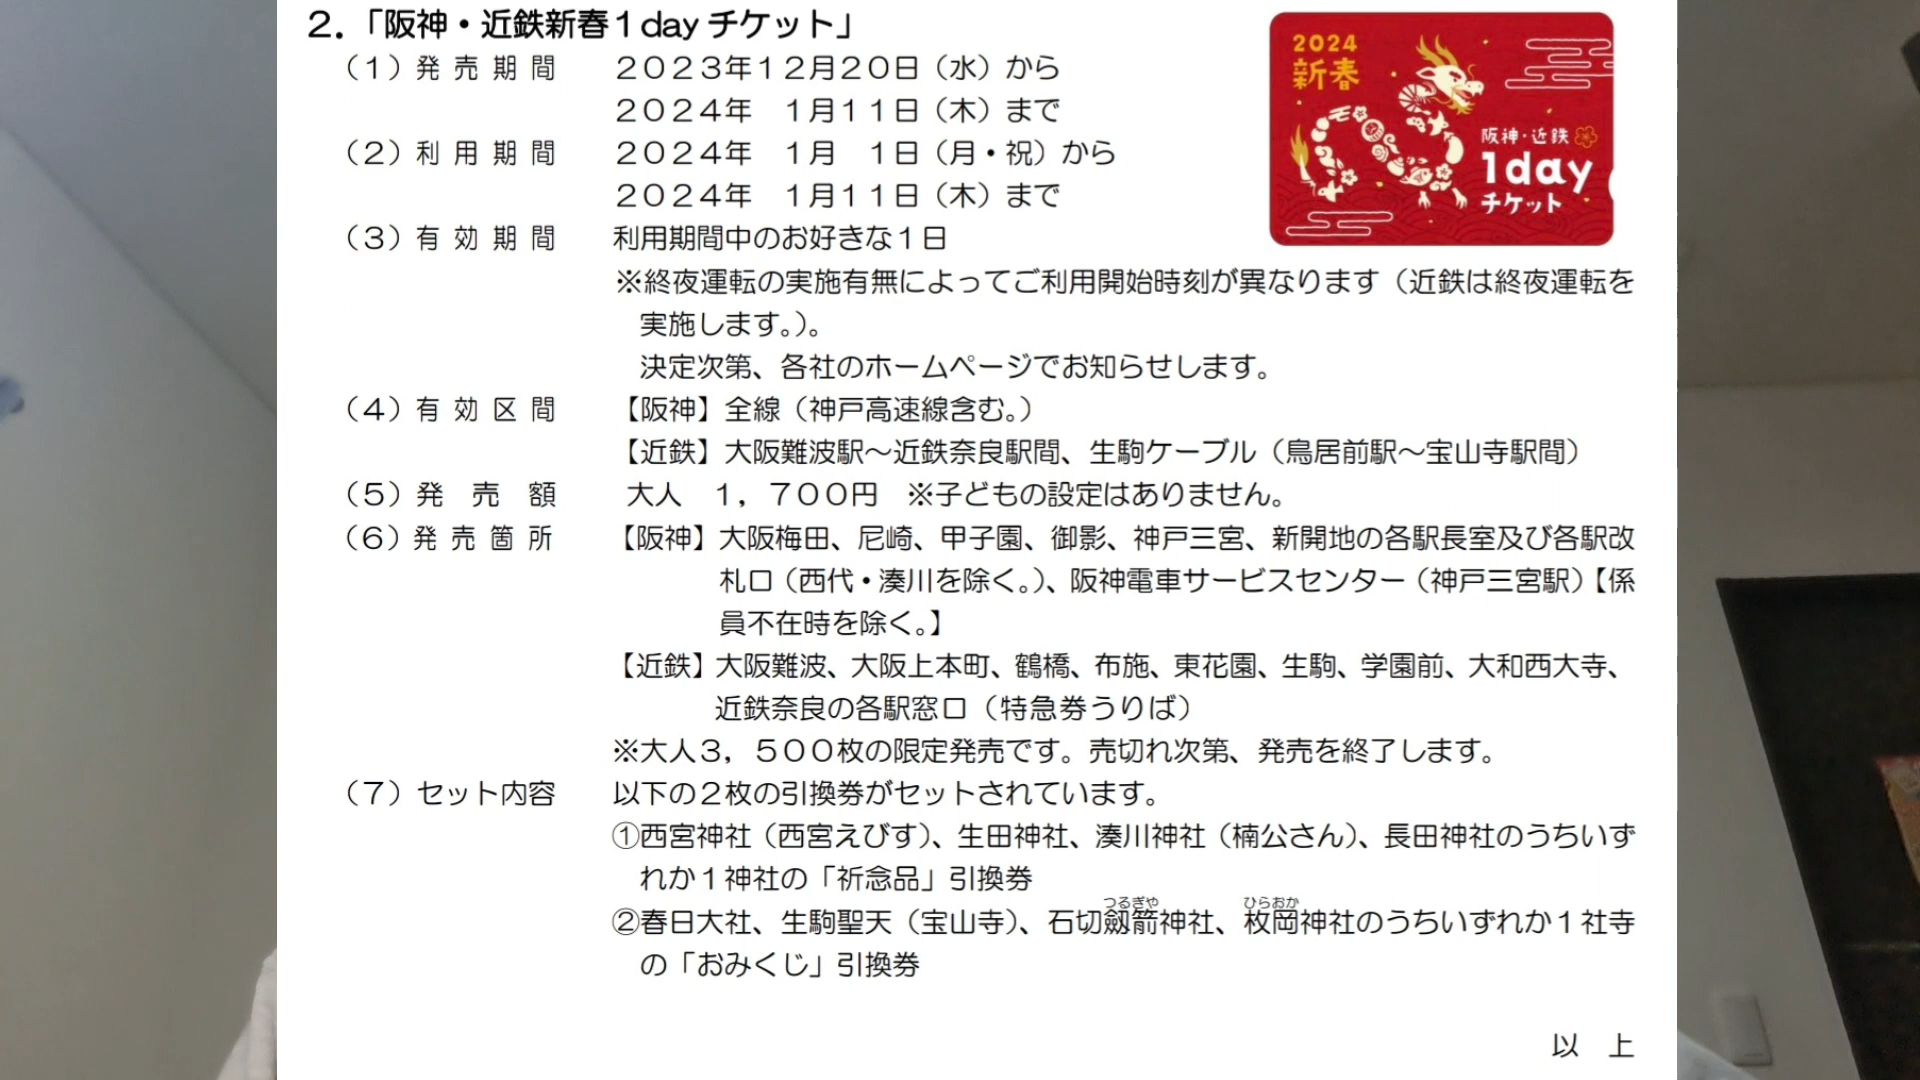 ２．「阪神・近鉄新春１dayチケット」
（１）発売期間　２０２３年１２月２０日（水）から
２０２４年　１月１１日（木）まで
（２）利用期間　２０２４年　１月　１日（月・祝）から
２０２４年　１月１１日（木）まで
（３）有効期間　利用期間中のお好きな１日
※終夜運転の実施有無によってご利用開始時刻が異なります（近鉄は終夜運転を
実施します。）。
決定次第、各社のホームページでお知らせします。
（４）有効区間　【阪神】全線（神戸高速線含む。）
【近鉄】大阪難波駅～近鉄奈良駅間、生駒ケーブル（鳥居前駅～宝山寺駅間）
（５）発売額　大人　１，７００円　※子どもの設定はありません。
（６）発売箇所　【阪神】大阪梅田、尼崎、甲子園、御影、神戸三宮、新開地の各駅長室及び各駅改
札口（西代・湊川を除く。）、阪神電車サービスセンター（神戸三宮駅）【係
員不在時を除く。】
【近鉄】大阪難波、大阪上本町、鶴橋、布施、東花園、生駒、学園前、大和西大寺、
近鉄奈良の各駅窓口（特急券うりば）
※大人３，５００枚の限定発売です。売切れ次第、発売を終了します。
（７）セット内容　以下の２枚の引換券がセットされています。
①西宮神社（西宮えびす）、生田神社、湊川神社（楠公さん）、長田神社のうちいず
れか１神社の「祈念品」引換券
つるぎや　ひらおか
②春日大社、生駒聖天（宝山寺）、石切劔箭神社、枚岡神社のうちいずれか１社寺
の「おみくじ」引換券
以　上
2024
新春
阪神・近鉄
1day
チケット